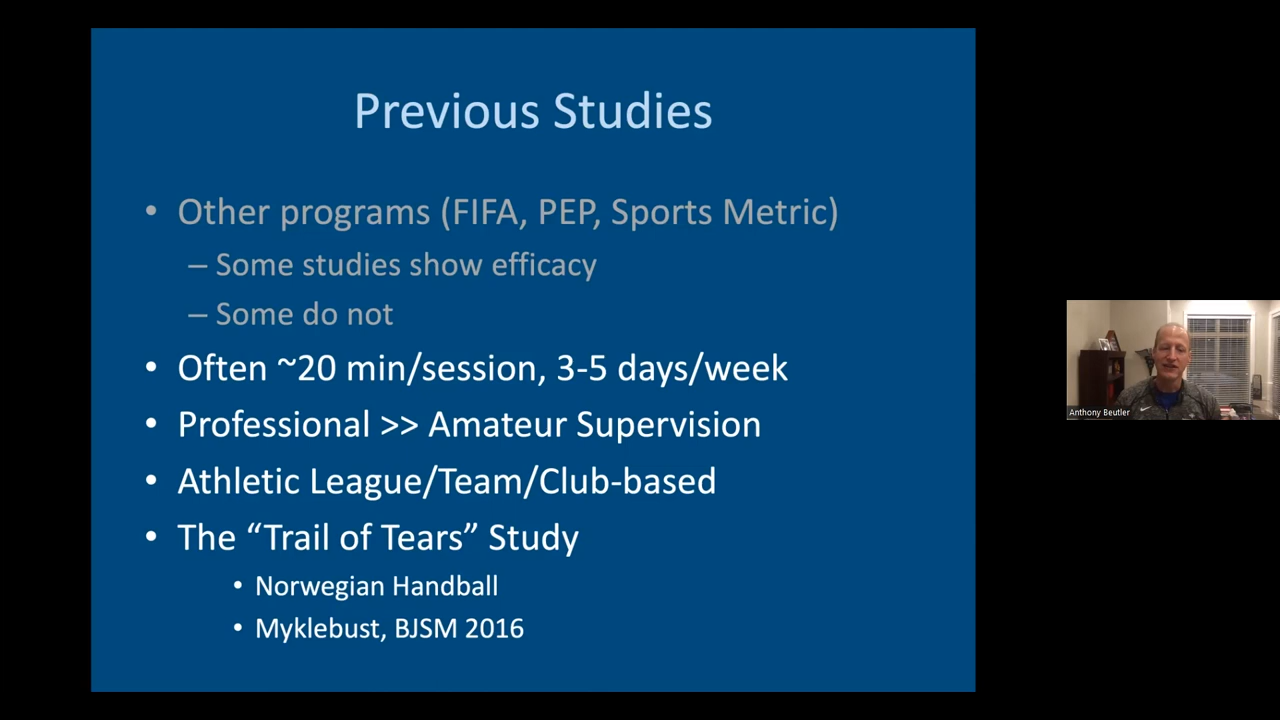 Previous Studies
• Other programs (FIFA, PEP, Sports Metric)
– Some studies show efficacy
– Some do not
• Often ~20 min/session, 3-5 days/week
• Professional >> Amateur Supervision
• Athletic League/Team/Club-based
• The “Trail of Tears” Study
• Norwegian Handball
• Myklebust, BJSM 2016
Anthony Beutler